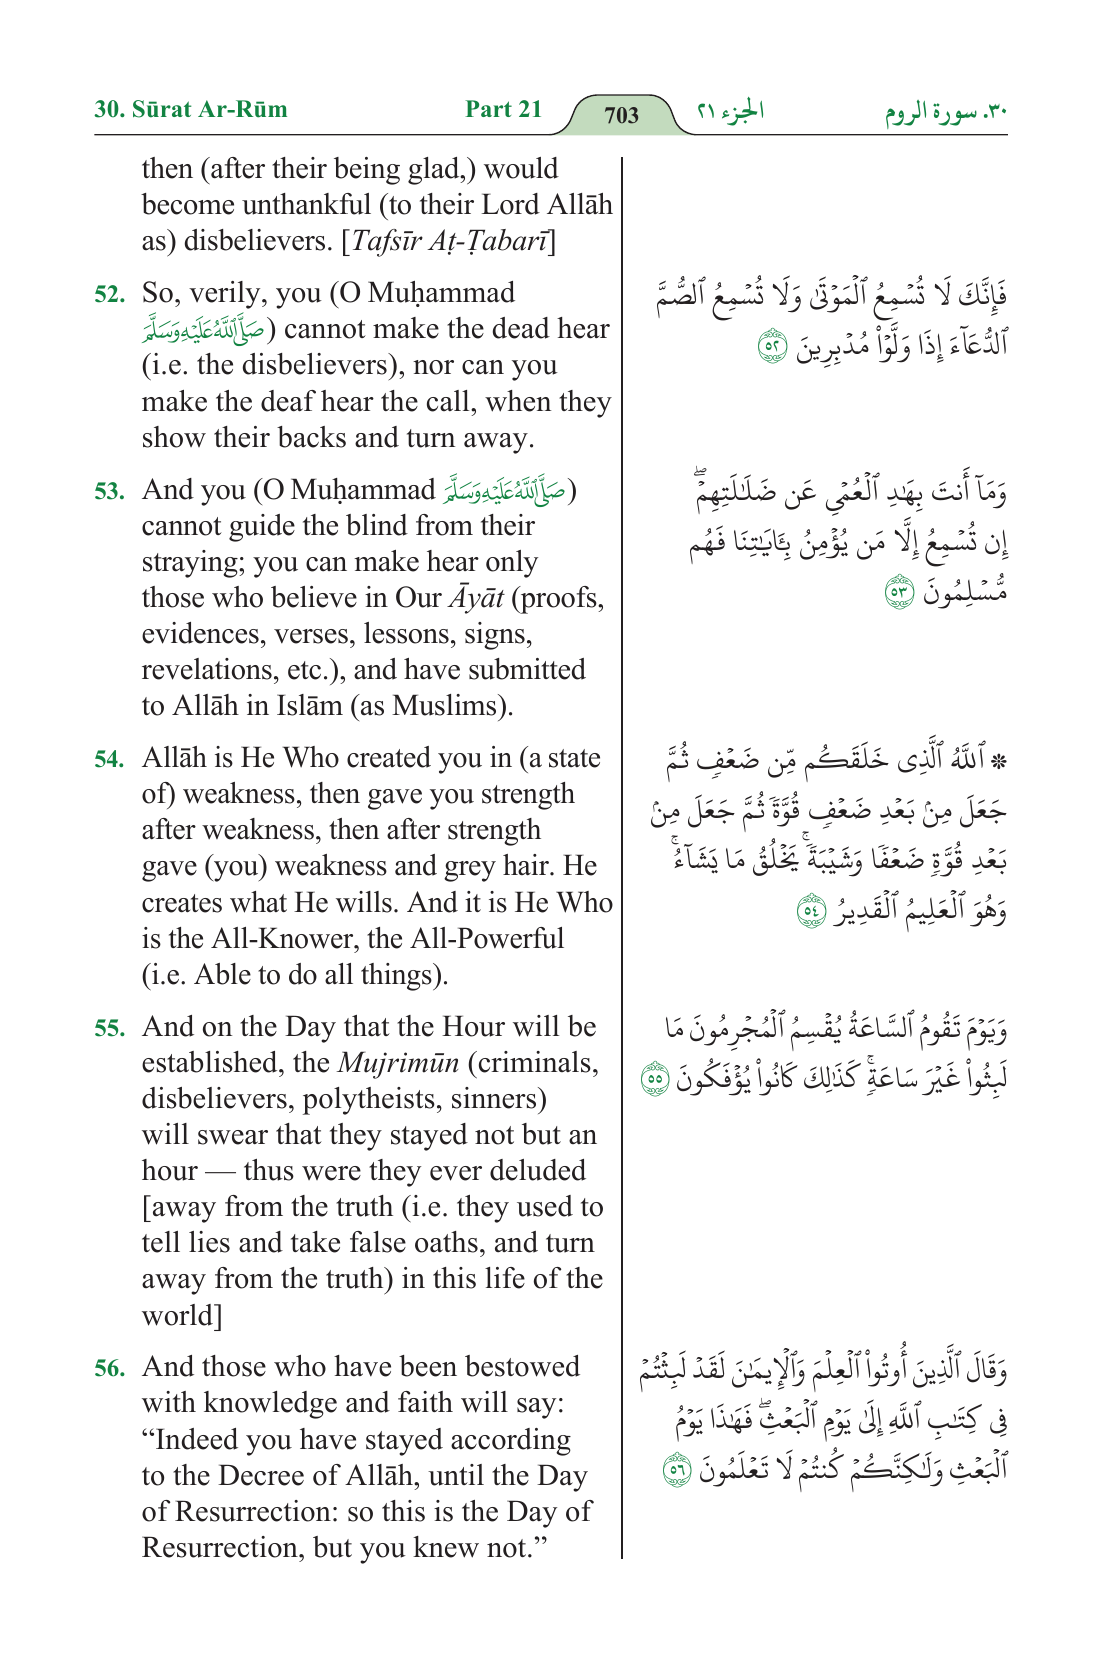 30. Sūrat Ar-Rūm
Part 21
703
الجزء ٢١
٣٠. سورة الروم
then (after their being glad,) would
become unthankful (to their Lord Allāh
as) disbelievers. [Tafsīr Aṭ-Ṭabarī]
52. So, verily, you (O Muḥammad
صَلَّى اللَّهُ عَلَيْهِ وَسَلَّمَ) cannot make the dead hear
(i.e. the disbelievers), nor can you
make the deaf hear the call, when they
show their backs and turn away.
فَإِنَّكَ لَا تُسْمِعُ ٱلْمَوْتَىٰ وَلَا تُسْمِعُ ٱلصُّمَّ
ٱلدُّعَآءَ إِذَا وَلَّوْا۟ مُدْبِرِينَ ٥٢
53. And you (O Muḥammad صَلَّى اللَّهُ عَلَيْهِ وَسَلَّمَ)
cannot guide the blind from their
straying; you can make hear only
those who believe in Our Āyāt (proofs,
evidences, verses, lessons, signs,
revelations, etc.), and have submitted
to Allāh in Islām (as Muslims).
وَمَآ أَنتَ بِهَـٰدِ ٱلْعُمْىِ عَن ضَلَـٰلَتِهِمْ ۖ
إِن تُسْمِعُ إِلَّا مَن يُؤْمِنُ بِـَٔايَـٰتِنَا فَهُم
مُّسْلِمُونَ ٥٣
54. Allāh is He Who created you in (a state
of) weakness, then gave you strength
after weakness, then after strength
gave (you) weakness and grey hair. He
creates what He wills. And it is He Who
is the All-Knower, the All-Powerful
(i.e. Able to do all things).
۞ ٱللَّهُ ٱلَّذِى خَلَقَكُم مِّن ضَعْفٍ ثُمَّ
جَعَلَ مِنۢ بَعْدِ ضَعْفٍ قُوَّةً ثُمَّ جَعَلَ مِنۢ
بَعْدِ قُوَّةٍ ضَعْفًا وَشَيْبَةً ۚ يَخْلُقُ مَا يَشَآءُ ۚ
وَهُوَ ٱلْعَلِيمُ ٱلْقَدِيرُ ٥٤
55. And on the Day that the Hour will be
established, the Mujrimūn (criminals,
disbelievers, polytheists, sinners)
will swear that they stayed not but an
hour — thus were they ever deluded
[away from the truth (i.e. they used to
tell lies and take false oaths, and turn
away from the truth) in this life of the
world]
وَيَوْمَ تَقُومُ ٱلسَّاعَةُ يُقْسِمُ ٱلْمُجْرِمُونَ مَا
لَبِثُوا۟ غَيْرَ سَاعَةٍ ۚ كَذَٰلِكَ كَانُوا۟ يُؤْفَكُونَ ٥٥
56. And those who have been bestowed
with knowledge and faith will say:
“Indeed you have stayed according
to the Decree of Allāh, until the Day
of Resurrection: so this is the Day of
Resurrection, but you knew not.”
وَقَالَ ٱلَّذِينَ أُوتُوا۟ ٱلْعِلْمَ وَٱلْإِيمَـٰنَ لَقَدْ لَبِثْتُمْ
فِى كِتَـٰبِ ٱللَّهِ إِلَىٰ يَوْمِ ٱلْبَعْثِ ۖ فَهَـٰذَا يَوْمُ
ٱلْبَعْثِ وَلَـٰكِنَّكُمْ كُنتُمْ لَا تَعْلَمُونَ ٥٦